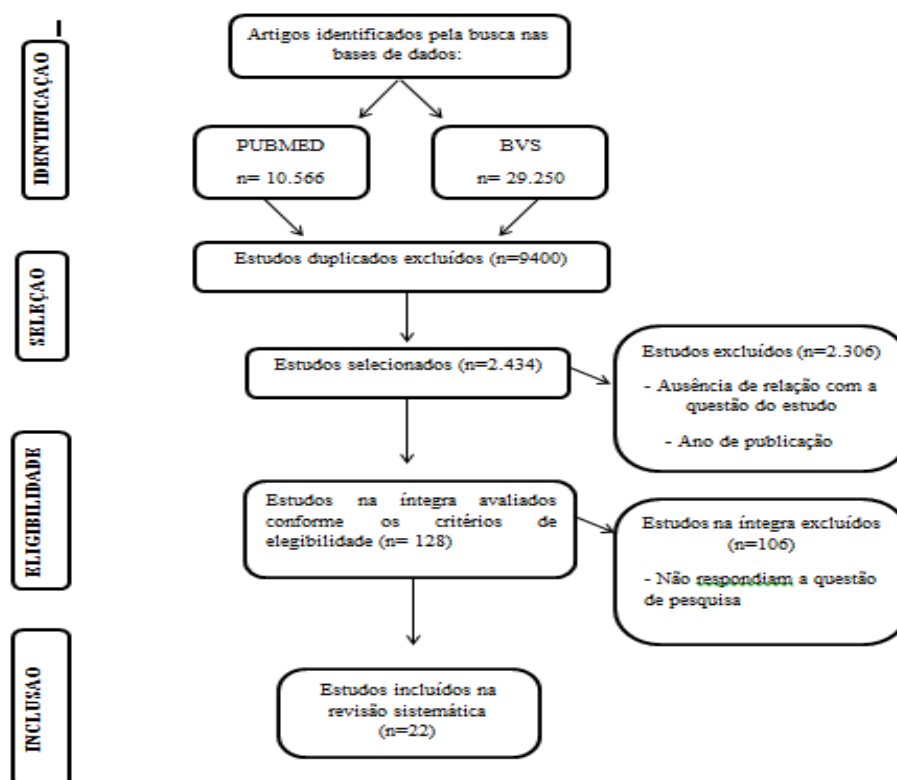 IDENTIFICAÇAO
Artigos identificados pela busca nas
bases de dados:
PUBMED
n= 10.566
BVS
n= 29.250
SELEÇAO
Estudos duplicados excluídos (n=9400)
Estudos selecionados (n=2.434)
Estudos excluídos (n=2.306)
- Ausência de relação com a
questão do estudo
- Ano de publicação
ELIGIBILIDADE
Estudos na íntegra avaliados
conforme os critérios de
elegibilidade (n= 128)
Estudos na íntegra excluídos
(n=106)
- Não respondiam a questão
de pesquisa
INCLUSAO
Estudos incluídos na
revisão sistemática
(n=22)